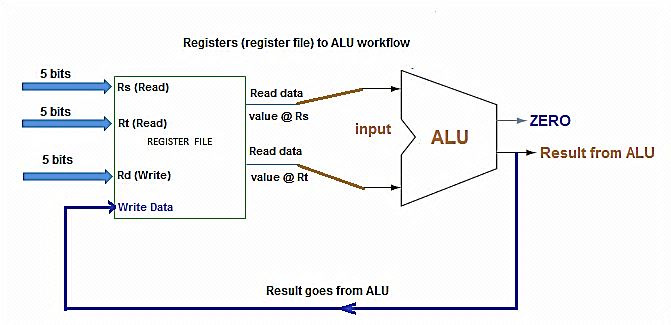 Registers (register file) to ALU workflow
5 bits
Rs (Read)
5 bits
Rt (Read)
REGISTER FILE
5 bits
Rd (Write)
Write Data
Read data
value @ Rs
Read data
value @ Rt
input
ALU
ZERO
Result from ALU
Result goes from ALU